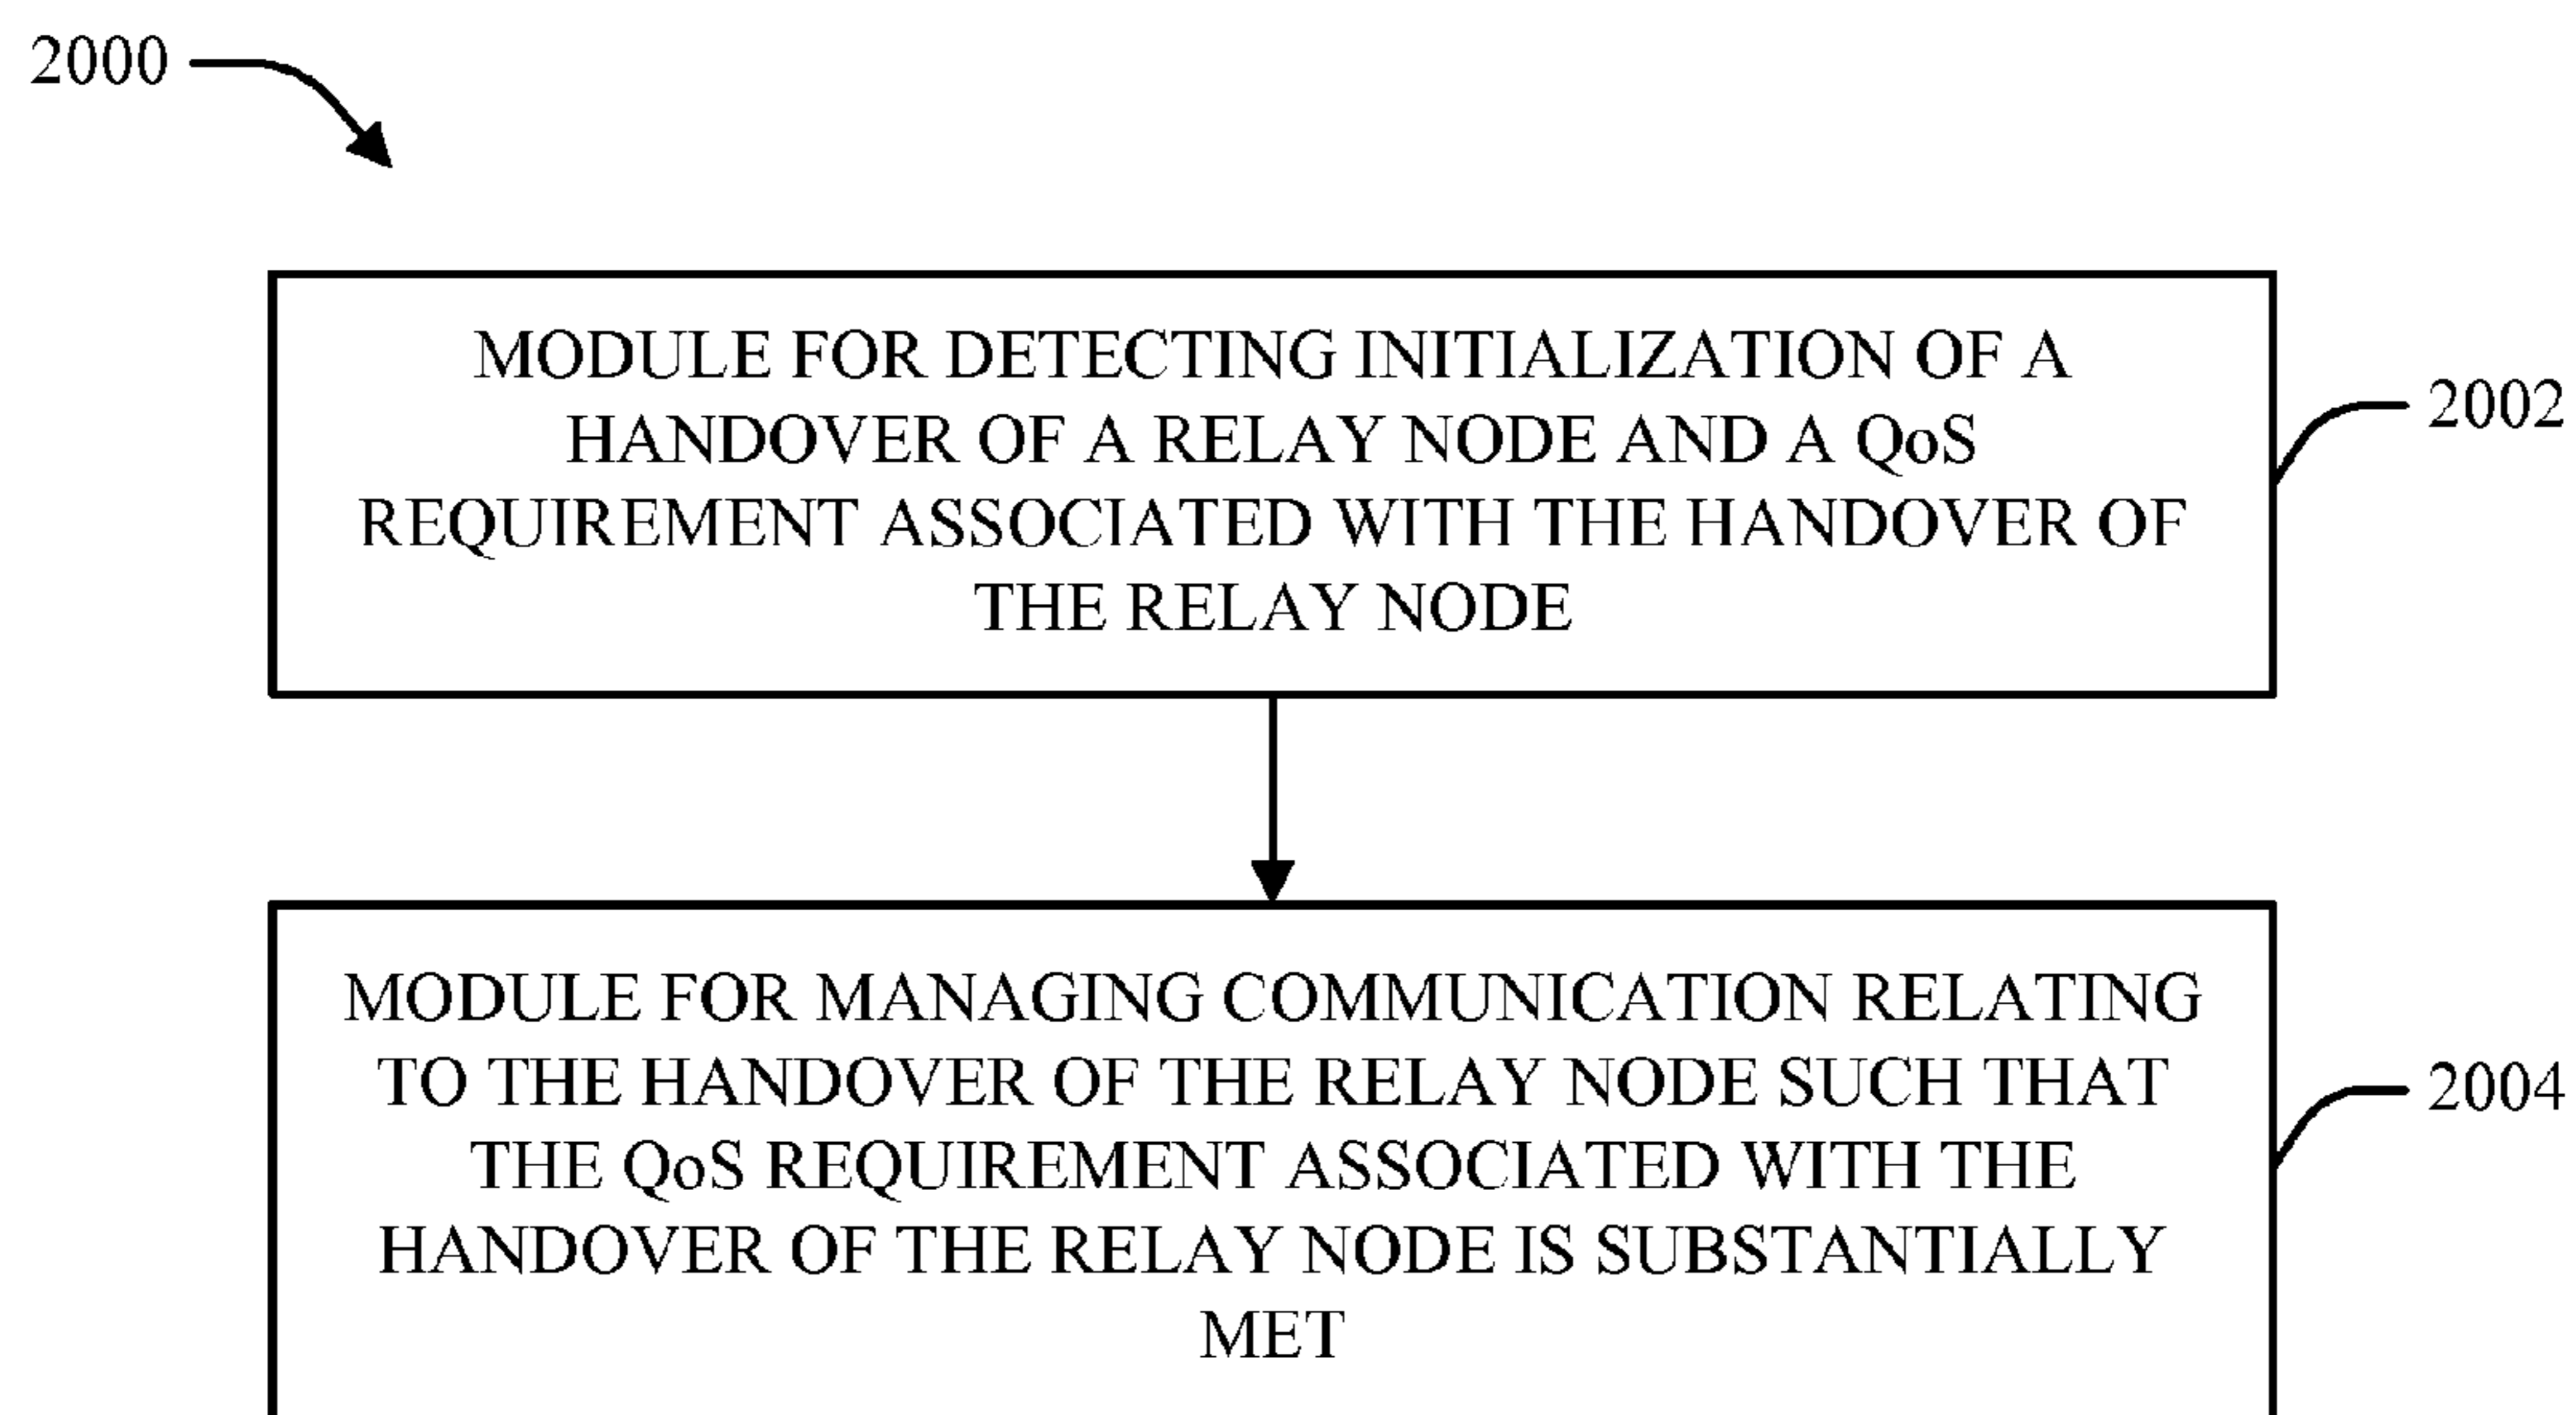 2000
MODULE FOR DETECTING INITIALIZATION OF A
HANDOVER OF A RELAY NODE AND A QoS
REQUIREMENT ASSOCIATED WITH THE HANDOVER OF
THE RELAY NODE
2002
MODULE FOR MANAGING COMMUNICATION RELATING
TO THE HANDOVER OF THE RELAY NODE SUCH THAT
THE QoS REQUIREMENT ASSOCIATED WITH THE
HANDOVER OF THE RELAY NODE IS SUBSTANTIALLY
MET
2004